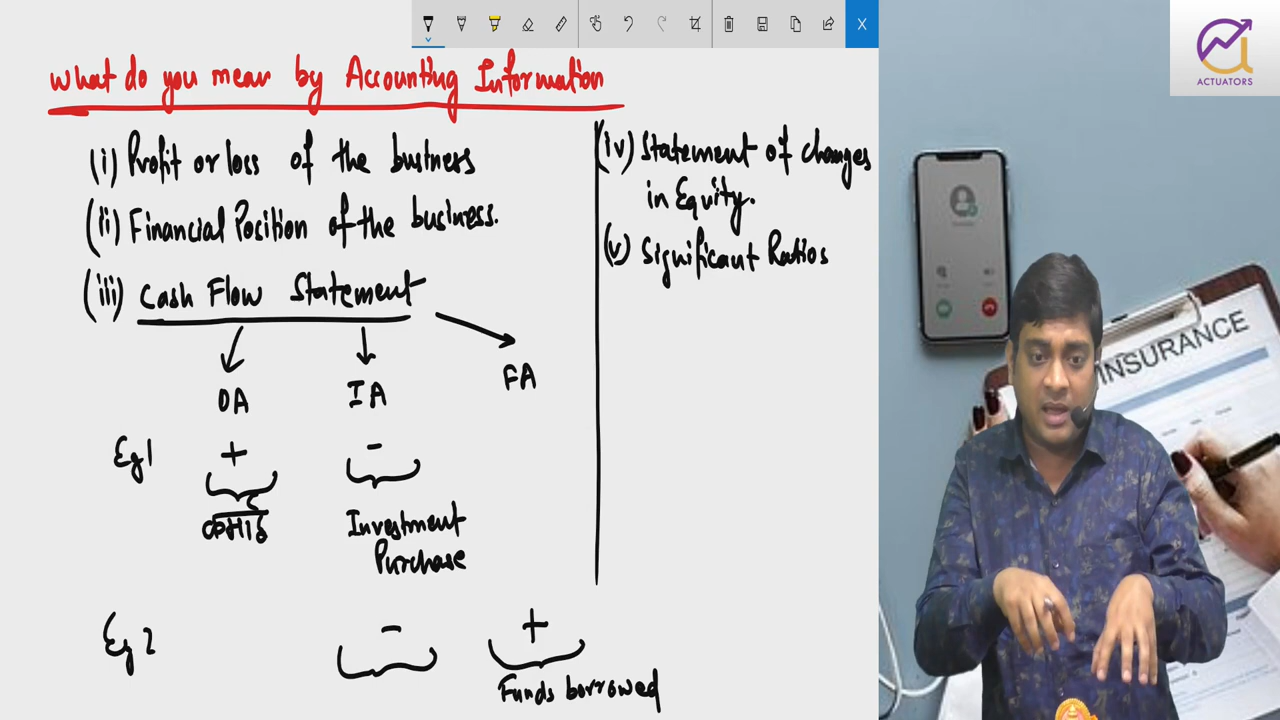 What do you mean by Accounting Information
(i) Profit or loss of the business
(ii) Financial Position of the business.
(iii) Cash Flow Statement
OA IA FA
Eg1 + -
Investment
Purchase
Eg 2 - +
Funds borrowed
(iv) Statement of changes
in Equity.
(v) Significant Ratios
ACTUATORS
INSURANCE
X